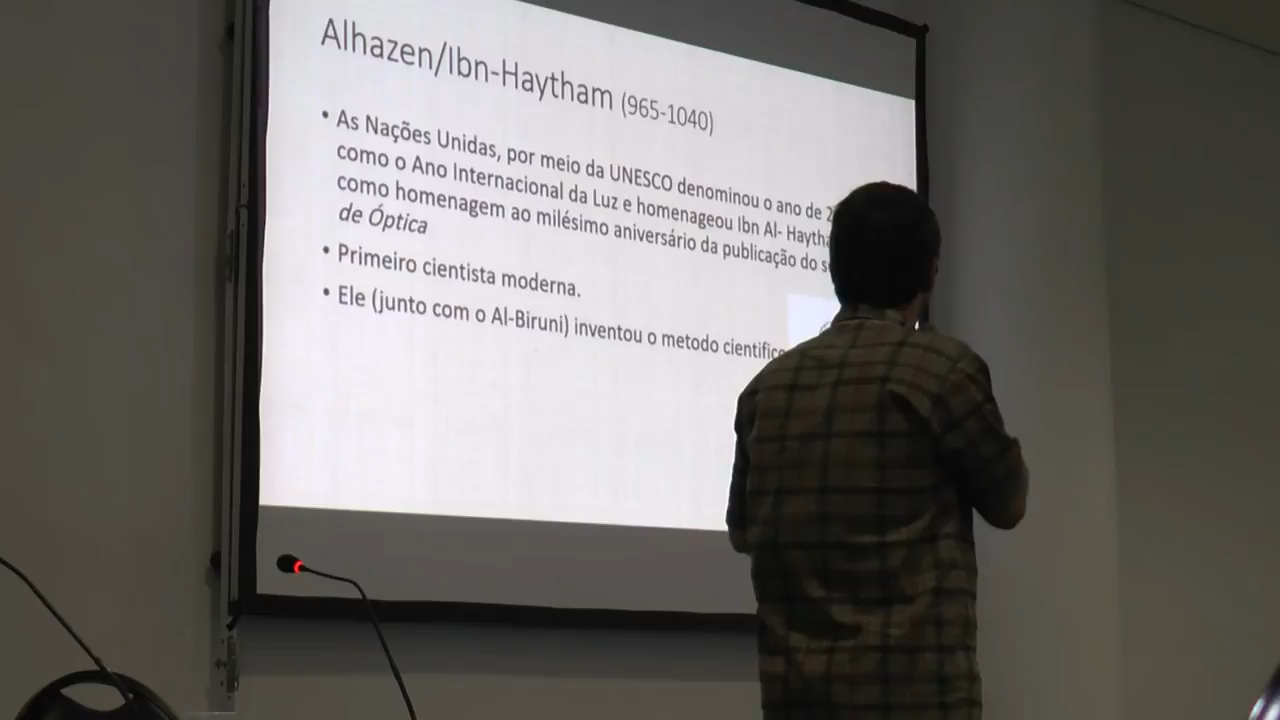 Alhazen/Ibn-Haytham (965-1040)
• As Nações Unidas, por meio da UNESCO denominou o ano de
como o Ano Internacional da Luz e homenageou Ibn Al-
como homenagem ao milésimo aniversário da publicação do
de Óptica
• Primeiro cientista moderna.
• Ele (junto com o Al-Biruni) inventou o metodo